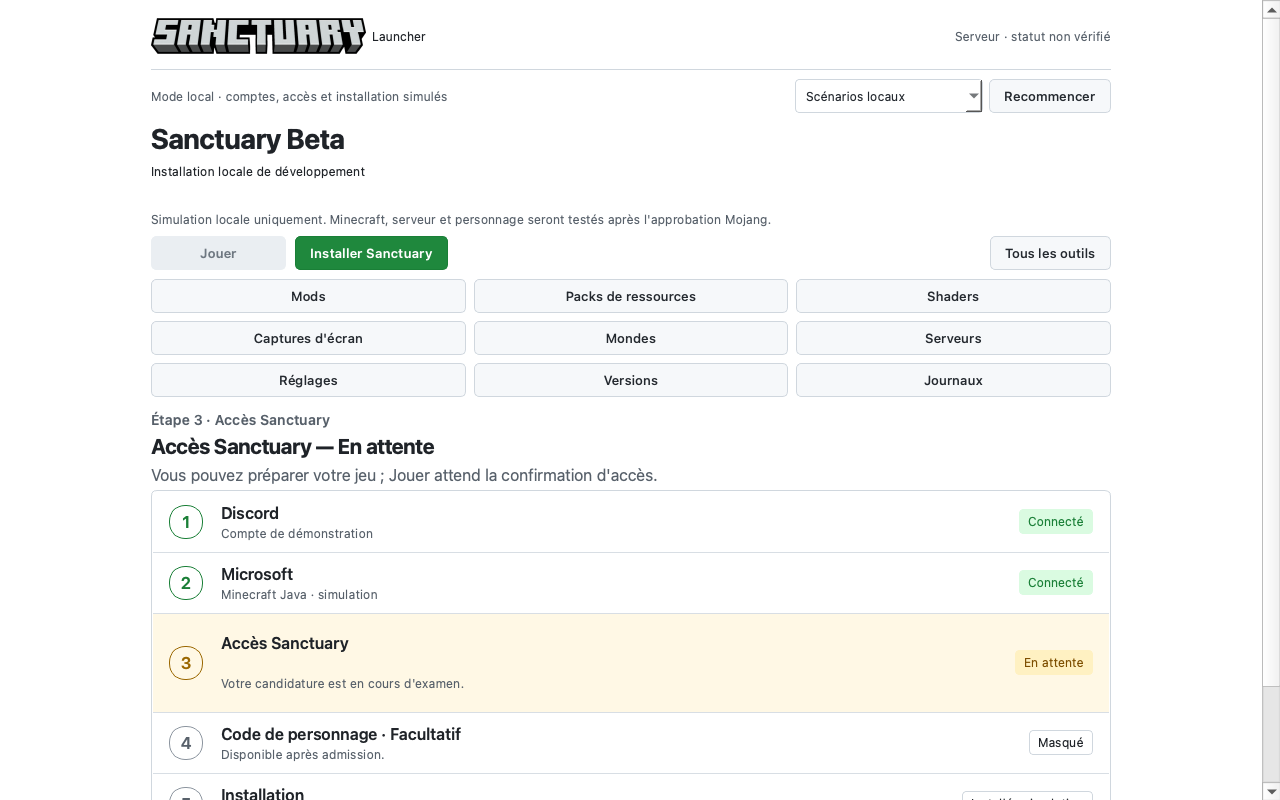 SANCTUARY Launcher
Serveur · statut non vérifié
Mode local · comptes, accès et installation simulés
Scénarios locaux
Recommencer
Sanctuary Beta
Installation locale de développement
Simulation locale uniquement. Minecraft, serveur et personnage seront testés après l'approbation Mojang.
Jouer
Installer Sanctuary
Tous les outils
Mods
Packs de ressources
Shaders
Captures d'écran
Mondes
Serveurs
Réglages
Versions
Journaux
Étape 3 · Accès Sanctuary
Accès Sanctuary — En attente
Vous pouvez préparer votre jeu ; Jouer attend la confirmation d'accès.
1
Discord
Compte de démonstration
Connecté
2
Microsoft
Minecraft Java · simulation
Connecté
3
Accès Sanctuary
Votre candidature est en cours d'examen.
En attente
4
Code de personnage · Facultatif
Disponible après admission.
Masqué
Installation